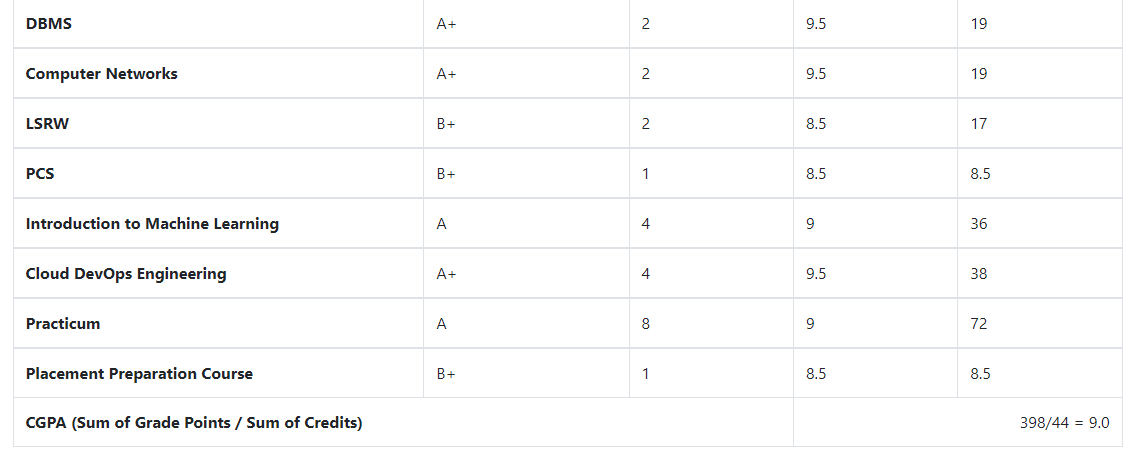 DBMS A+ 2 9.5 19
Computer Networks A+ 2 9.5 19
LSRW B+ 2 8.5 17
PCS B+ 1 8.5 8.5
Introduction to Machine Learning A 4 9 36
Cloud DevOps Engineering A+ 4 9.5 38
Practicum A 8 9 72
Placement Preparation Course B+ 1 8.5 8.5
CGPA (Sum of Grade Points / Sum of Credits) 398/44 = 9.0